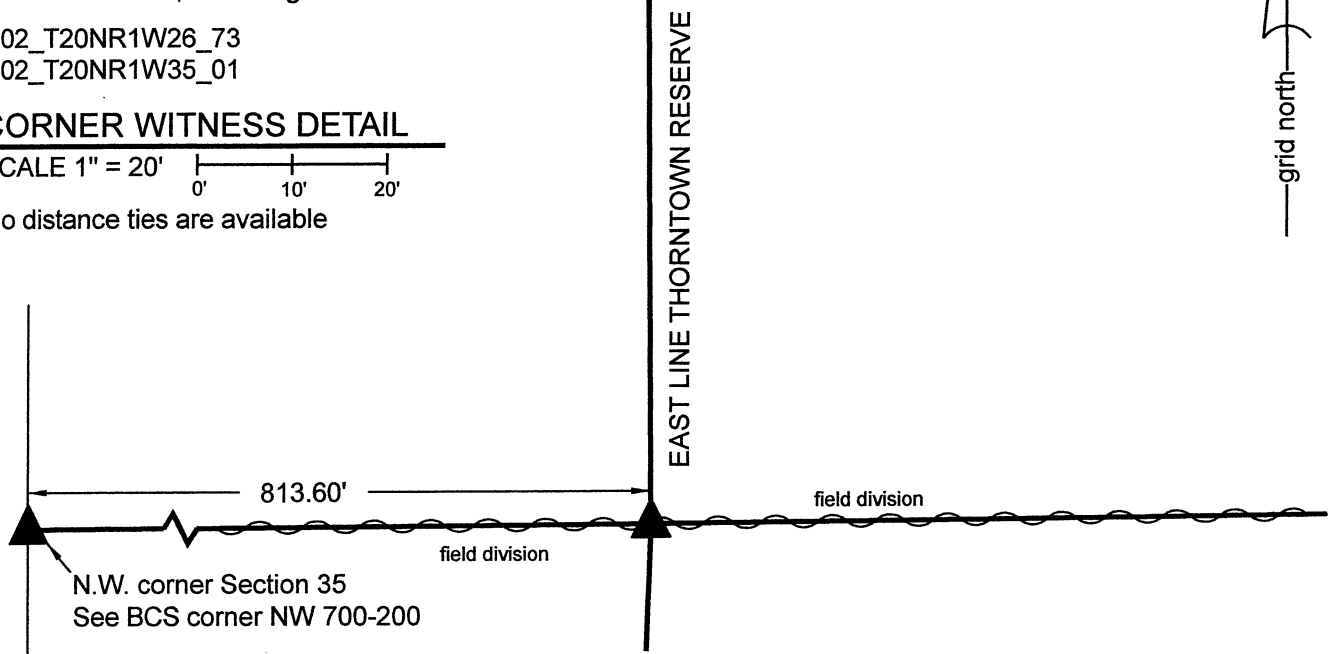 02_T20NR1W26_73
02_T20NR1W35_01
CORNER WITNESS DETAIL
SCALE 1" = 20'
0' 10' 20'
o distance ties are available
EAST LINE THORNTOWN RESERVE
grid north
813.60'
field division
field division
N.W. corner Section 35
See BCS corner NW 700-200